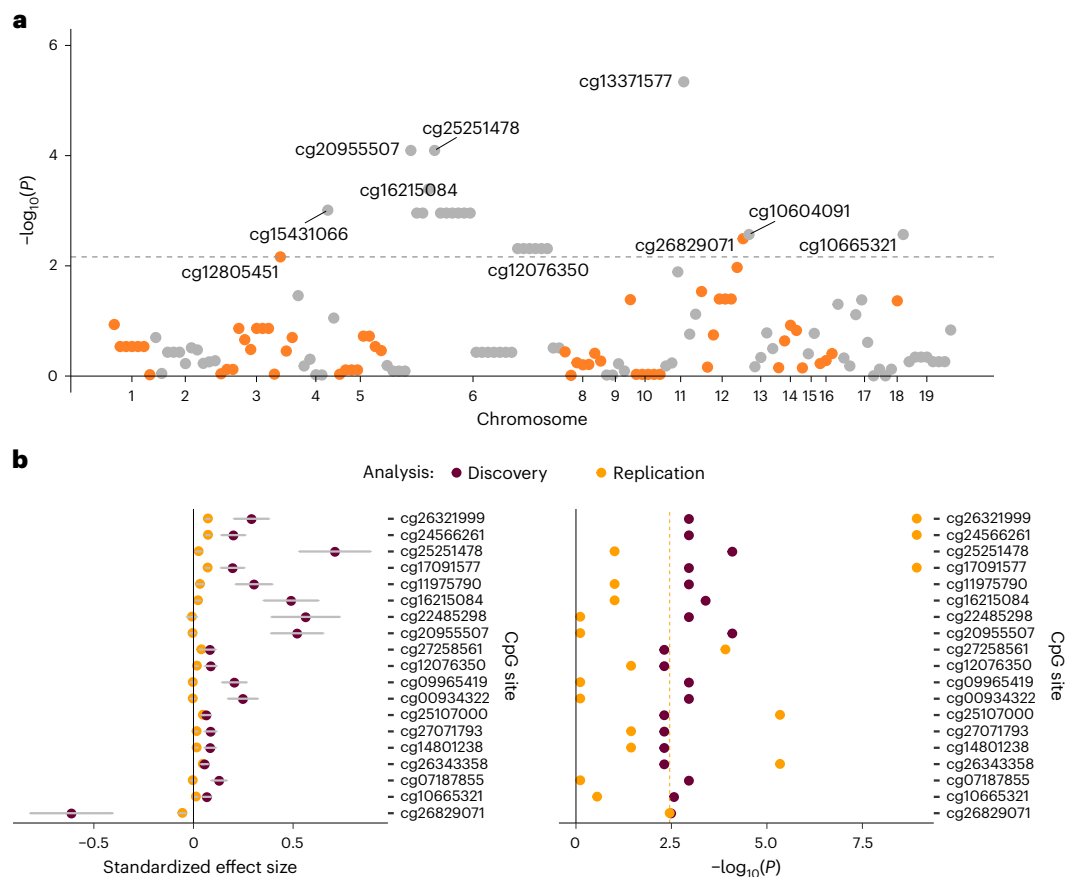 a
6
4
2
0
−log10(P)
cg13371577
cg25251478
cg20955507
cg16215084
cg15431066
cg12805451
cg12076350
cg10604091
cg26829071
cg10665321
1 2 3 4 5 6 8 9 10 11 12 13 14 15 16 17 18 19
Chromosome
b
Analysis: Discovery Replication
cg26321999
cg24566261
cg25251478
cg17091577
cg11975790
cg16215084
cg22485298
cg20955507
cg27258561
cg12076350
cg09965419
cg00934322
cg25107000
cg27071793
cg14801238
cg26343358
cg07187855
cg10665321
cg26829071
CpG site
−0.5 0 0.5
Standardized effect size
cg26321999
cg24566261
cg25251478
cg17091577
cg11975790
cg16215084
cg22485298
cg20955507
cg27258561
cg12076350
cg09965419
cg00934322
cg25107000
cg27071793
cg14801238
cg26343358
cg07187855
cg10665321
cg26829071
CpG site
0 2.5 5.0 7.5
−log10(P)